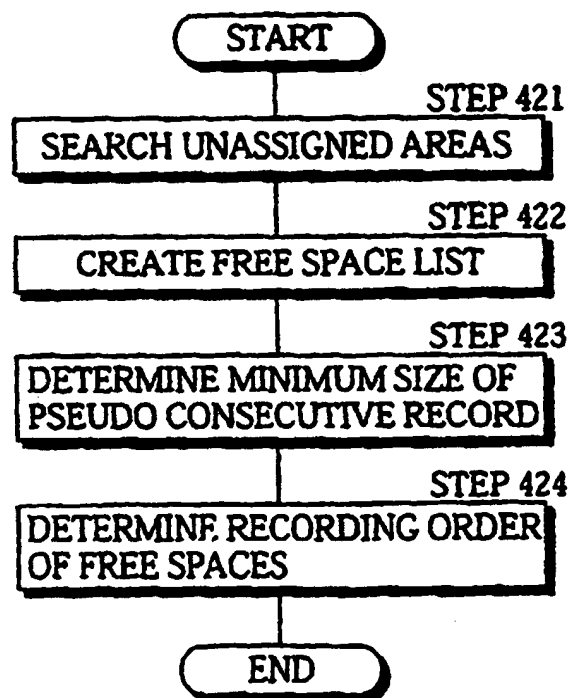 START
STEP 421
SEARCH UNASSIGNED AREAS
STEP 422
CREATE FREE SPACE LIST
STEP 423
DETERMINE MINIMUM SIZE OF
PSEUDO CONSECUTIVE RECORD
STEP 424
DETERMINE RECORDING ORDER
OF FREE SPACES
END